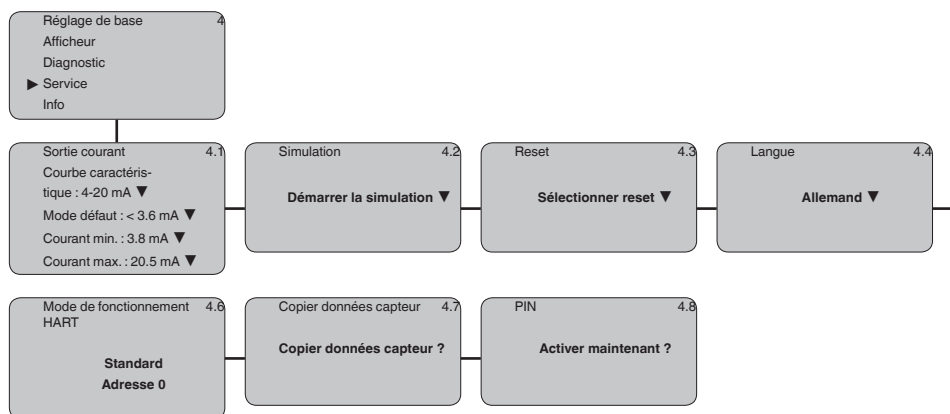 Réglage de base 4
Afficheur
Diagnostic
▶ Service
Info
Sortie courant 4.1
Courbe caractéris-
tique : 4-20 mA ▼
Mode défaut : < 3.6 mA ▼
Courant min. : 3.8 mA ▼
Courant max. : 20.5 mA ▼
Simulation 4.2
Démarrer la simulation ▼
Reset 4.3
Sélectionner reset ▼
Langue 4.4
Allemand ▼
Mode de fonctionnement 4.6
HART
Standard
Adresse 0
Copier données capteur 4.7
Copier données capteur ?
PIN 4.8
Activer maintenant ?